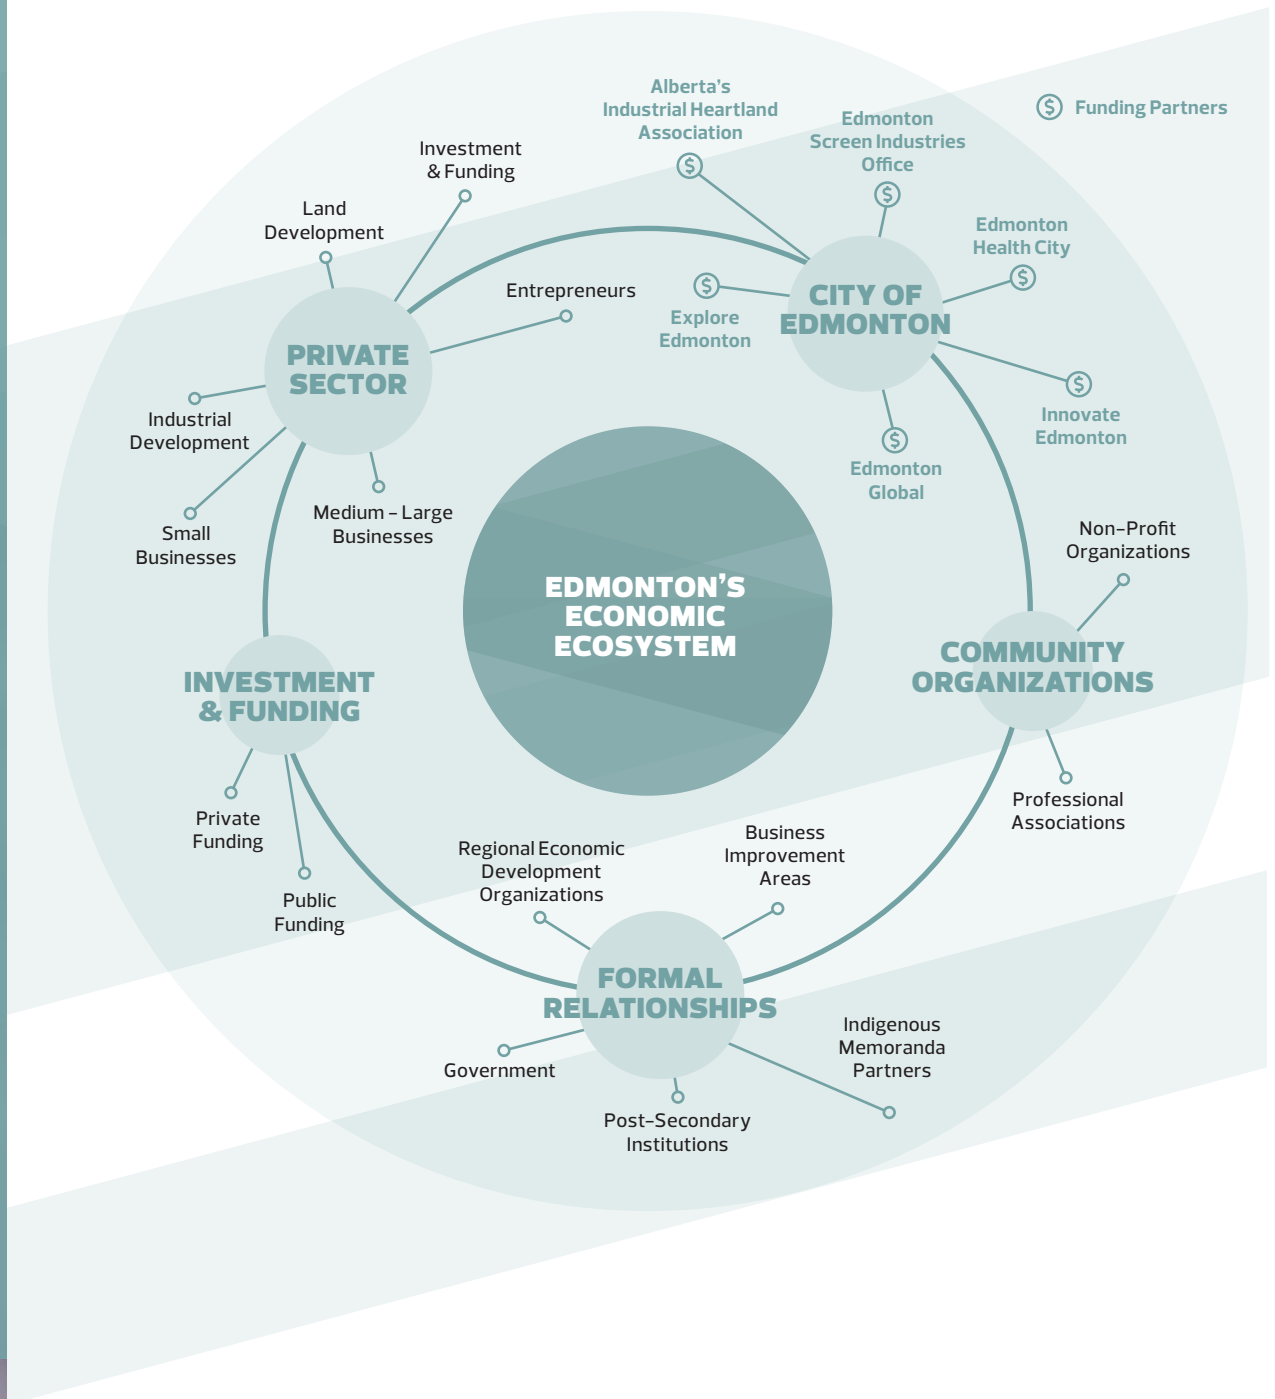 Alberta's
Industrial Heartland
Association
Edmonton
Screen Industries
Office
Funding Partners
Investment
& Funding
Land
Development
Edmonton
Health City
Entrepreneurs
Explore
Edmonton
CITY OF
EDMONTON
PRIVATE
SECTOR
Industrial
Development
Innovate
Edmonton
Edmonton
Global
Small
Businesses
Medium – Large
Businesses
Non-Profit
Organizations
EDMONTON'S
ECONOMIC
ECOSYSTEM
COMMUNITY
ORGANIZATIONS
INVESTMENT
& FUNDING
Private
Funding
Public
Funding
Professional
Associations
Regional Economic
Development
Organizations
Business
Improvement
Areas
FORMAL
RELATIONSHIPS
Government
Post-Secondary
Institutions
Indigenous
Memoranda
Partners